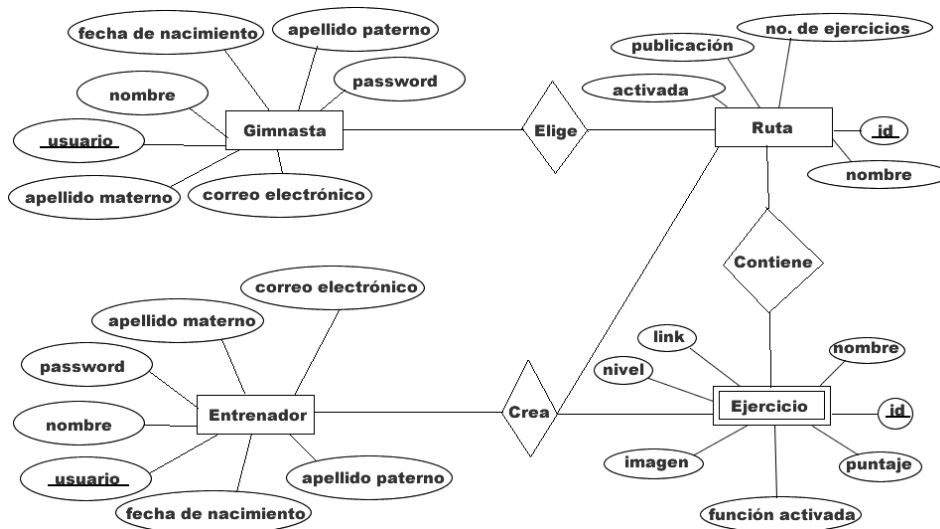 no. de ejercicios
apellido paterno
fecha de nacimiento
publicación
password
activada
nombre
Gimnasta
Elige
Ruta
id
usuario
nombre
apellido materno
correo electrónico
Contiene
correo electrónico
apellido materno
link
nombre
password
nivel
Entrenador
Crea
Ejercicio
id
nombre
imagen
puntaje
usuario
apellido paterno
fecha de nacimiento
función activada